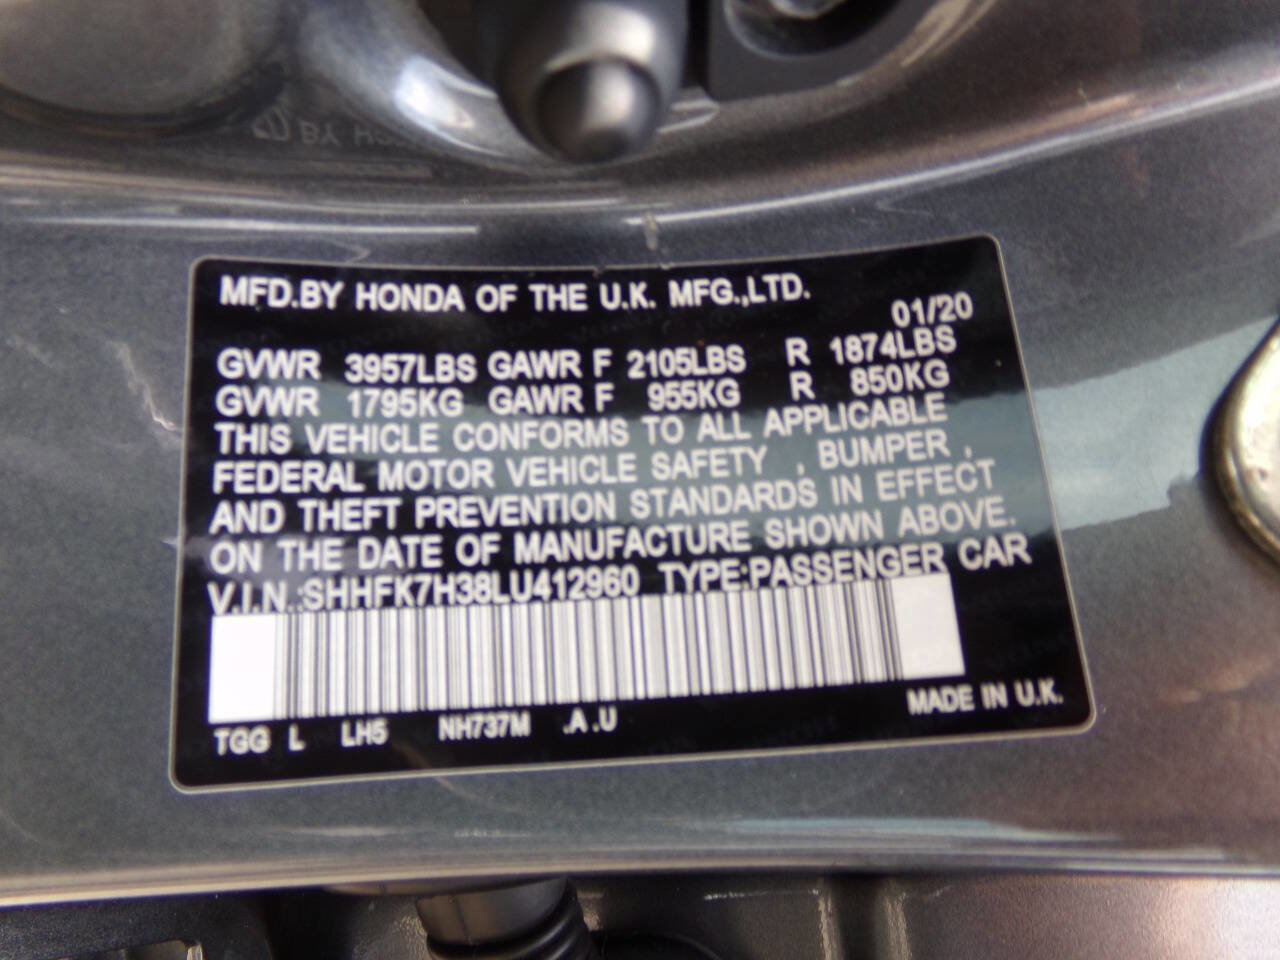 MFD.BY HONDA OF THE U.K. MFG.,LTD.
01/'20
GVWR 3957LBS GAWR F 2105LBS R 1874LBS
GVWR 1795KG GAWR F 955KG R 850KG
THIS VEHICLE CONFORMS TO ALL APPLICABLE
FEDERAL MOTOR VEHICLE SAFETY , BUMPER ,
AND THEFT PREVENTION STANDARDS IN EFFECT
ON THE DATE OF MANUFACTURE SHOWN ABOVE.
V.I.N.:SHHFK7H38LU412960 TYPE:PASSENGER CAR
TGG L LH5 NH737M .A .U MADE IN U.K.